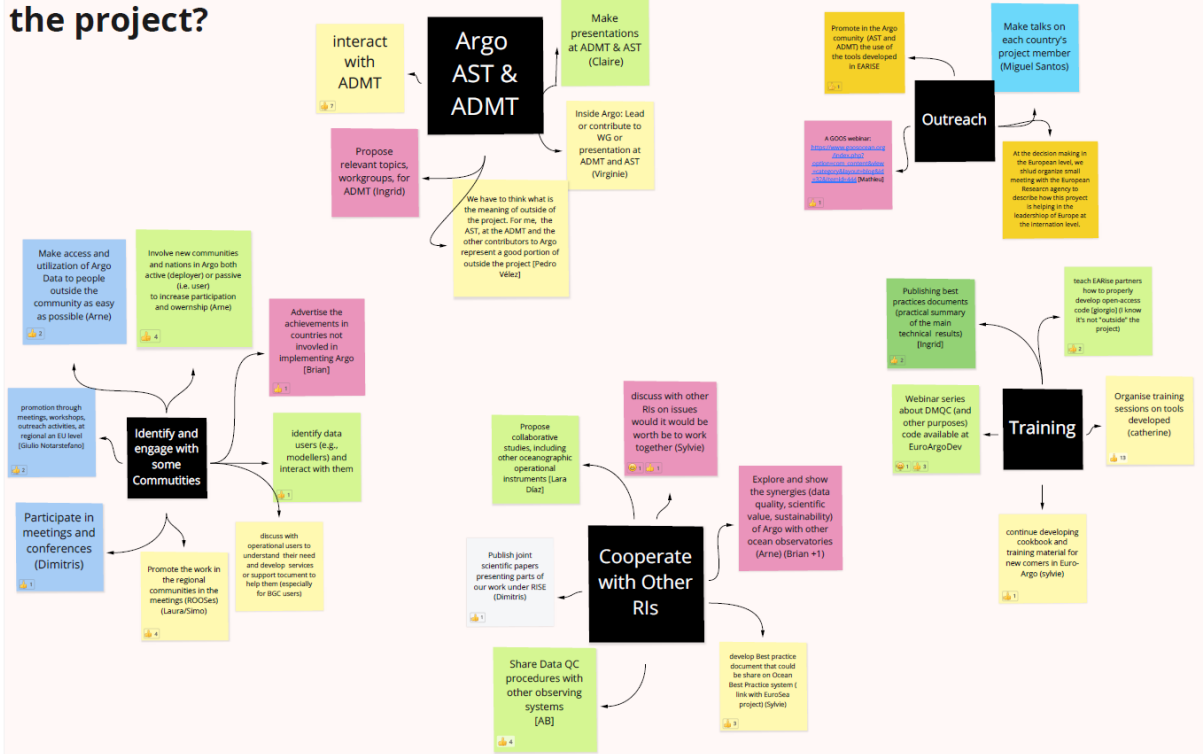 the project?
interact
with
ADMT
7
Argo
AST &
ADMT
Make
presentations
at ADMT & AST
(Claire)
Propose
relevant topics,
workgroups, for
ADMT (Ingrid)
Inside Argo: Lead
or contribute to
WG or
presentation at
ADMT and AST
(Virginie)
We have to think what is
the meaning of outside of
the project. For me, the
AST, at the ADMT and the
other contributors to Argo
represent a good portion of
outside the project [Pedro
Vélez]
Promote in the Argo
comunity (AST and
ADMT) the use of
the tools developed
in EARISE
1
Make talks on
each country's
project member
(Miguel Santos)
Outreach
A GOOS webinar:
[Mathieu]
At the decision making in
the European level, we
shlud organize small
meeting with the European
Research agency to
describe how this proyect
is helping in the
leadershiop of Europe at
the internation level.
Make access and
utilization of Argo
Data to people
outside the
community as easy
as possible (Arne)
2
Involve new communities
and nations in Argo both
active (deployer) or passive
(i.e. user)
to increase participation
and ownership (Arne)
4
Advertise the
achievements in
countries not
invovled in
implementing Argo
[Brian]
promotion through
meetings, workshops,
outreach activities, at
regional an EU level
[Giulio Notarstefano]
2
Identify and
engage with
some
Commutities
identify data
users (e.g.,
modellers) and
interact with them
1
Participate in
meetings and
conferences
(Dimitris)
1
Promote the work in
the regional
communities in the
meetings (ROOSes)
(Laura/Simo)
4
discuss with
operational users to
understand their need
and develop services
or support tocument to
help them (especially
for BGC users)
Propose
collaborative
studies, including
other oceanographic
operational
instruments [Lara
Díaz]
discuss with other
RIs on issues
would it would be
worth be to work
together (Sylvie)
Explore and show
the synergies (data
quality, scientific
value, sustainability)
of Argo with other
ocean observatories
(Arne) (Brian +1)
Cooperate
with Other
RIs
Publish joint
scientific papers
presenting parts of
our work under RISE
(Dimitris)
1
Share Data QC
procedures with
other observing
systems
[AB]
4
develop Best practice
document that could
be share on Ocean
Best Practice system (
link with EuroSea
project) (Sylvie)
3
Publishing best
practices documents
(practical summary
of the main
technical results)
[Ingrid]
teach EARise partners
how to properly
develop open-access
code [giorgio] (I know
it's not "outside" the
project)
2
Webinar series
about DMQC (and
other purposes)
code available at
EuroArgoDev
Training
Organise training
sessions on tools
developed
(catherine)
13
continue developing
cookbook and
training material for
new comers in Euro-
Argo (sylvie)
1